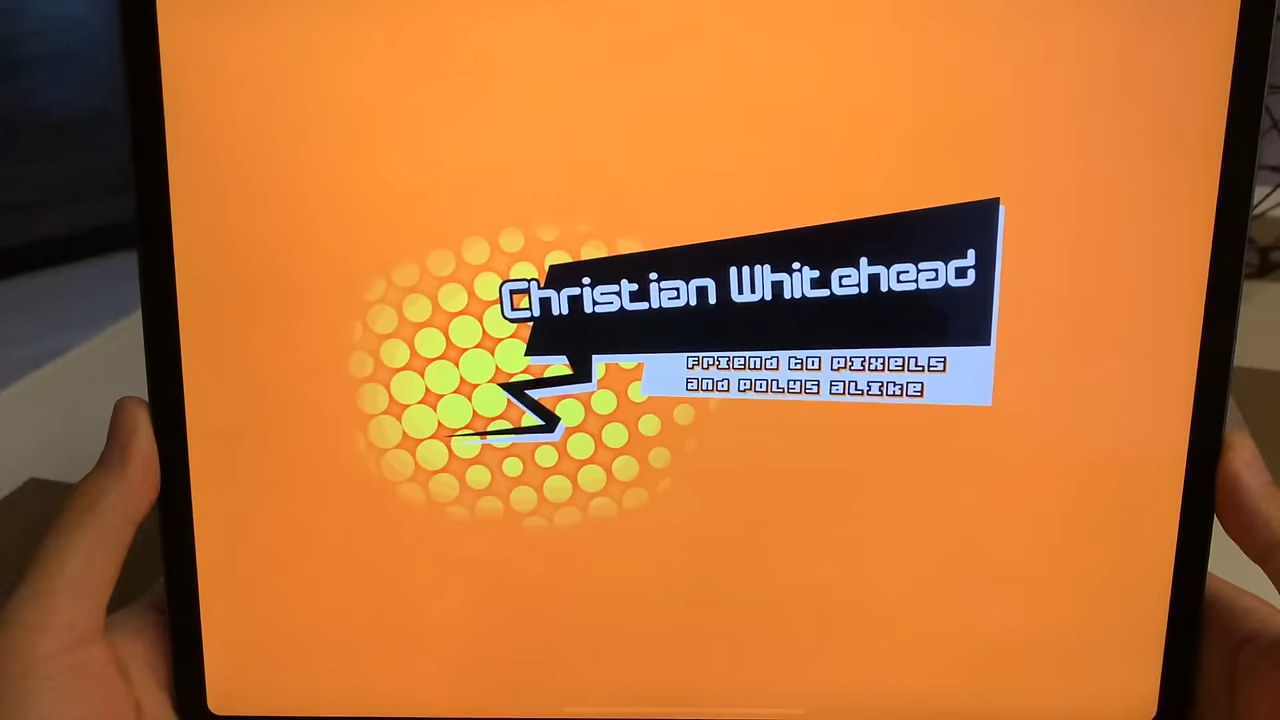 Christian Whitehead
Friend to pixels
and polys alike